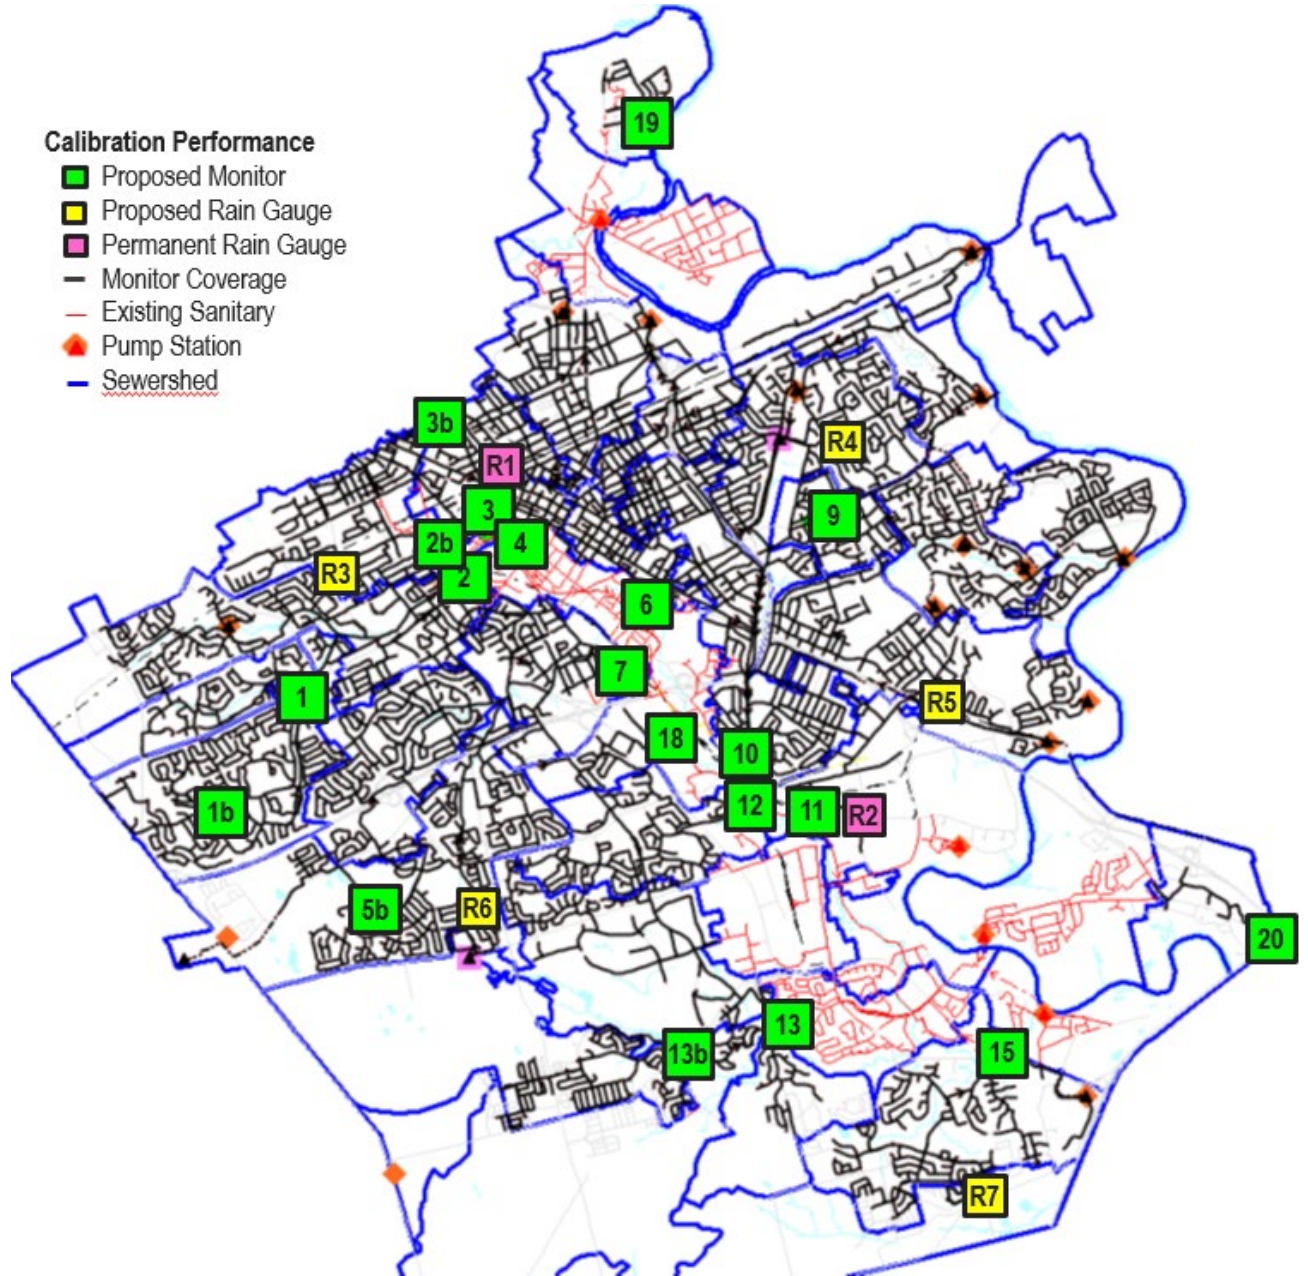 19
Calibration Performance
Proposed Monitor
Proposed Rain Gauge
Permanent Rain Gauge
Monitor Coverage
Existing Sanitary
Pump Station
Sewershed
3b
R4
R1
3
9
2b
4
R3
2
6
7
1
R5
18
10
1b
12
11
R2
5b
R6
20
13
13b
15
R7